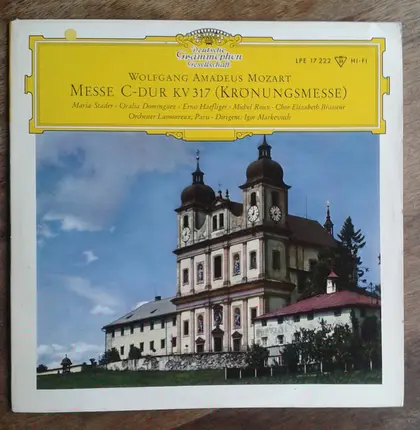 Deutsche
Grammophon
Gesellschaft
LPE 17 222 HI-FI
WOLFGANG AMADEUS MOZART
MESSE C-DUR KV 317 (KRÖNUNGSMESSE)
Maria Stader · Oralia Dominguez · Ernst Haefliger · Michel Roux · Chor Elisabeth Brasseur
Orchester Lamoureux, Paris · Dirigent: Igor Markevitch